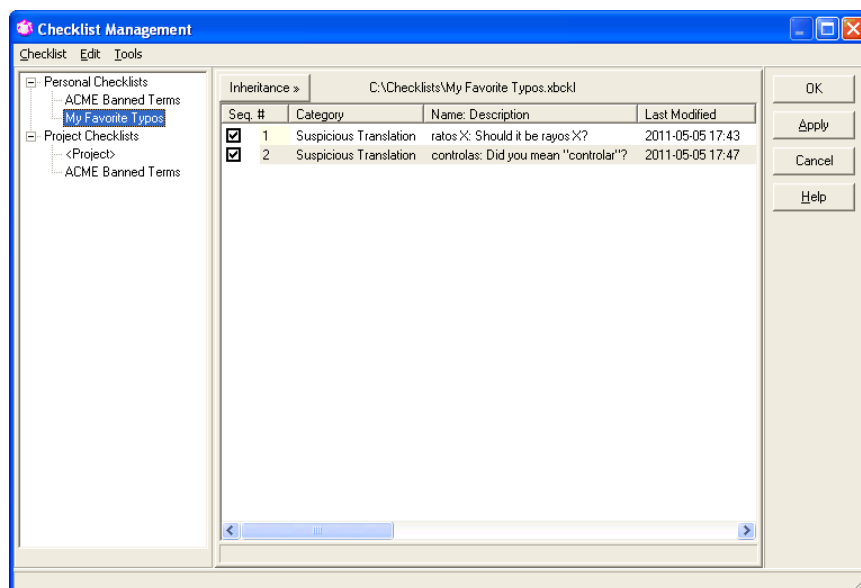 Checklist Management
Checklist Edit Tools
Personal Checklists
ACME Banned Terms
My Favorite Typos
Project Checklists
<Project>
ACME Banned Terms
Inheritance » C:\Checklists\My Favorite Typos.xbckl
Seq. # Category Name: Description Last Modified
1 Suspicious Translation ratos X: Should it be rayos X? 2011-05-05 17:43
2 Suspicious Translation controlas: Did you mean "controlar"? 2011-05-05 17:47
OK
Apply
Cancel
Help